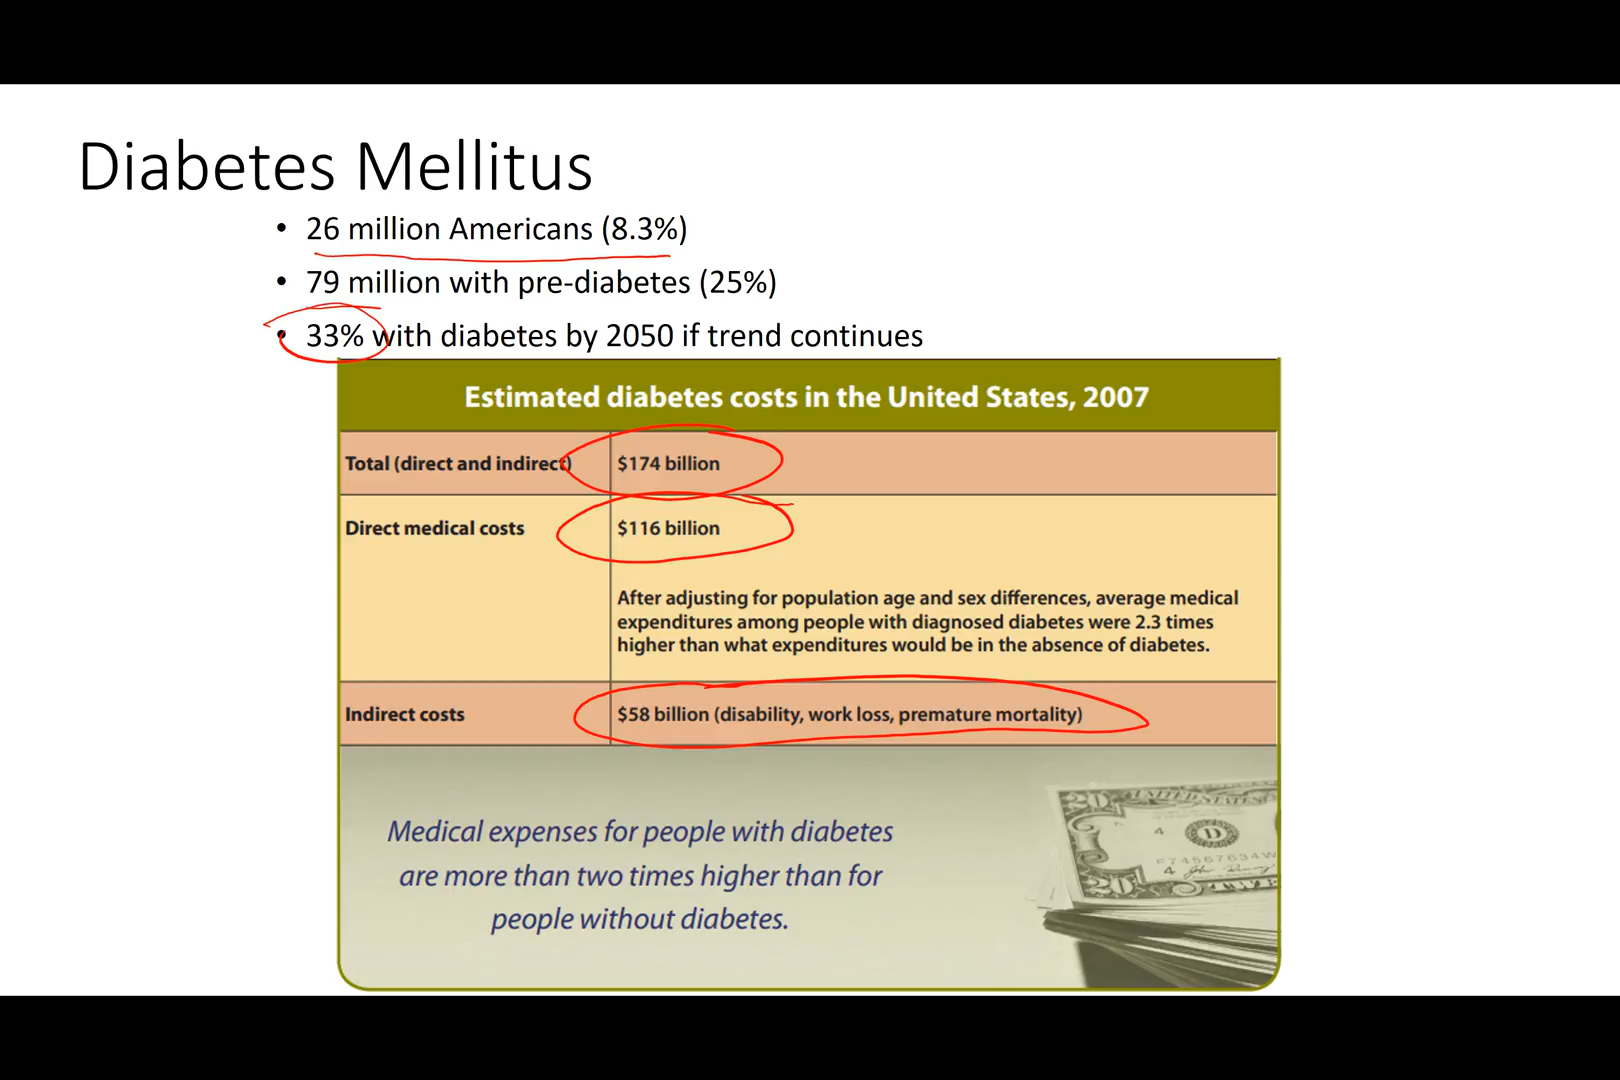 Diabetes Mellitus
• 26 million Americans (8.3%)
• 79 million with pre-diabetes (25%)
• 33% with diabetes by 2050 if trend continues
Estimated diabetes costs in the United States, 2007
Total (direct and indirect) $174 billion
Direct medical costs $116 billion
After adjusting for population age and sex differences, average medical
expenditures among people with diagnosed diabetes were 2.3 times
higher than what expenditures would be in the absence of diabetes.
Indirect costs $58 billion (disability, work loss, premature mortality)
Medical expenses for people with diabetes
are more than two times higher than for
people without diabetes.
20
D
4
20